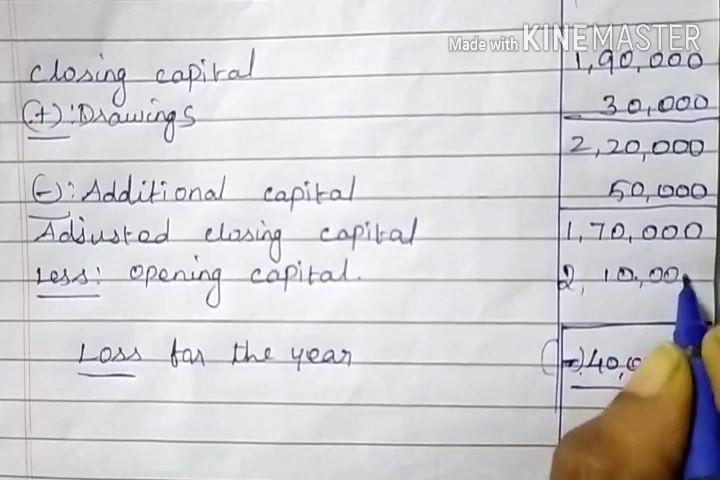 Made with KINEMASTER
closing capital 1,90,000
(+): Drawings 30,000
2,20,000
(-): Additional capital 50,000
Adjusted closing capital 1,70,000
Less: opening capital. 2,10,00
Loss for the year (-) 40,0